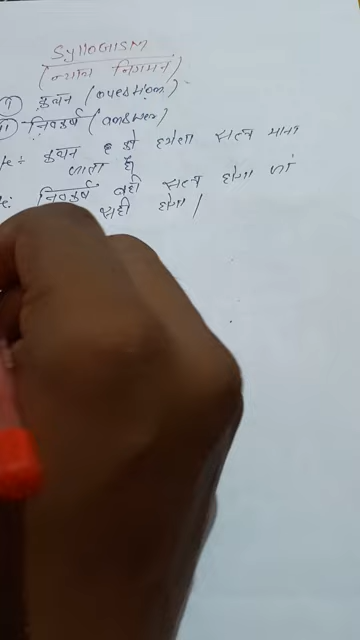 Syllogism
(न्याय निगमन)
(i) कथन (Question)
(ii) निष्कर्ष (answer)
कथन को हमेशा सत्य माना
जाता है
निष्कर्ष वही सत्य होगा जो
सही होगा |